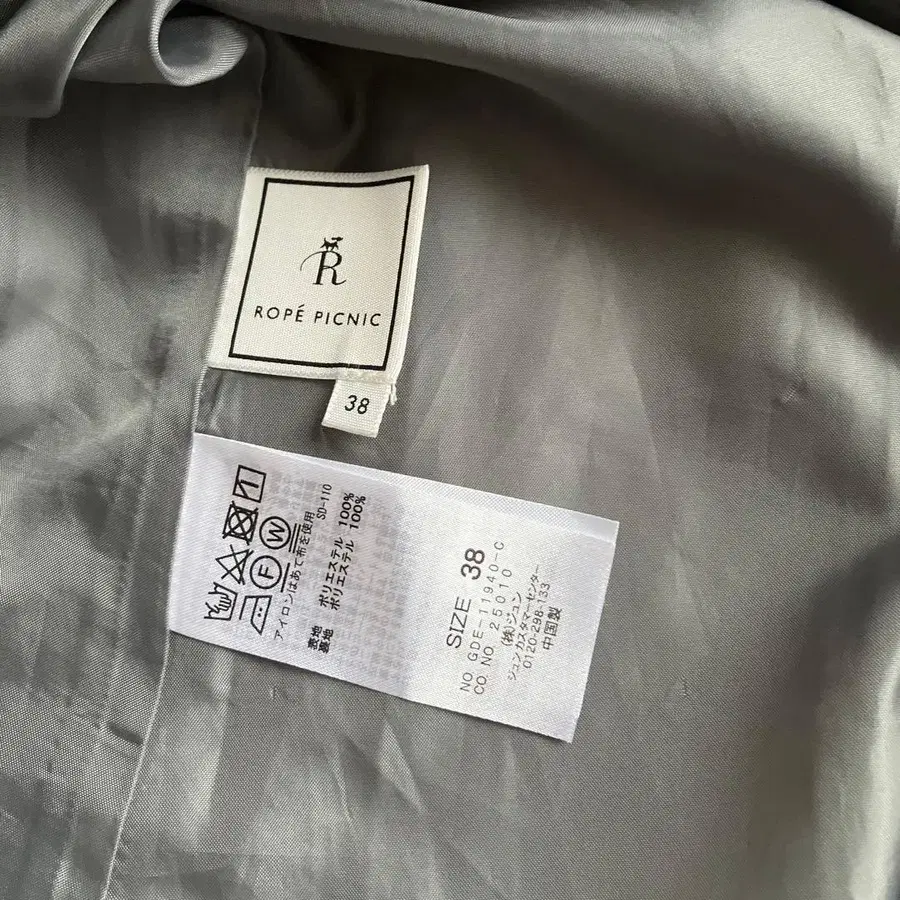 R
ROPÉ PICNIC
38
F W
アイロンはあて布を使用 SD-110
表地 ポリエステル 100%
裏地 ポリエステル 100%
SIZE 38
NO. GDE-11940-C
CO. NO. 25010
(株)ジュン
ジュンカスタマーセンター
0120-298-133
中国製